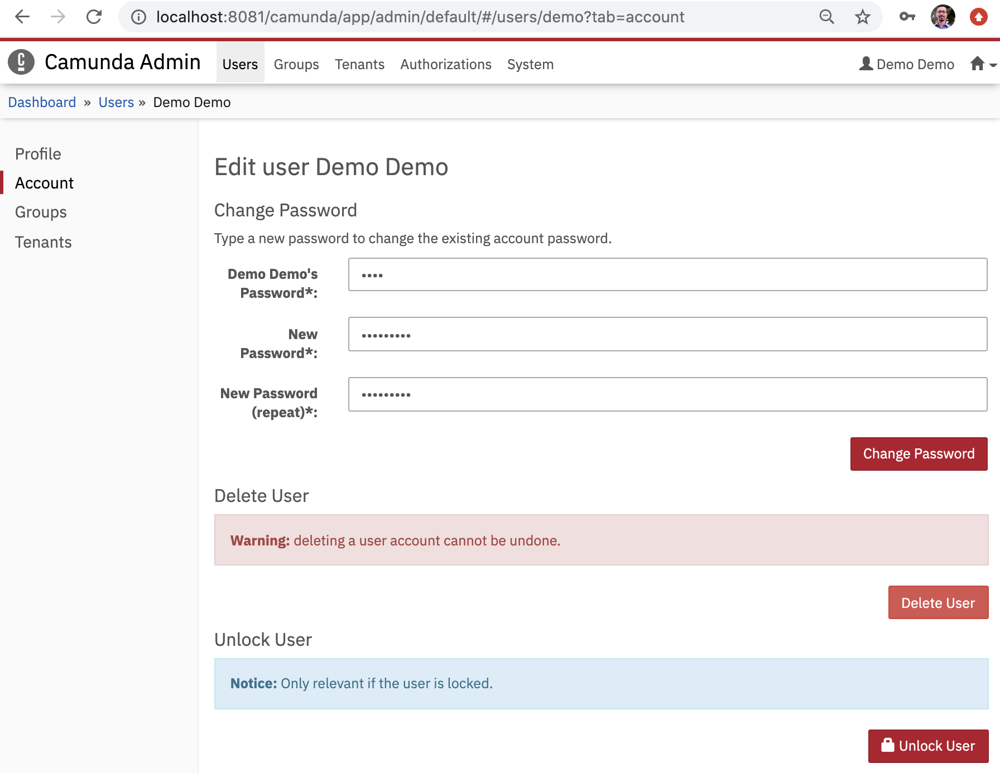 localhost:8081/camunda/app/admin/default/#/users/demo?tab=account
Camunda Admin Users Groups Tenants Authorizations System Demo Demo
Dashboard » Users » Demo Demo
Profile
Account
Groups
Tenants
Edit user Demo Demo
Change Password
Type a new password to change the existing account password.
Demo Demo's
Password*:
••••
New
Password*:
•••••••••
New Password
(repeat)*:
•••••••••
Change Password
Delete User
Warning: deleting a user account cannot be undone.
Delete User
Unlock User
Notice: Only relevant if the user is locked.
Unlock User